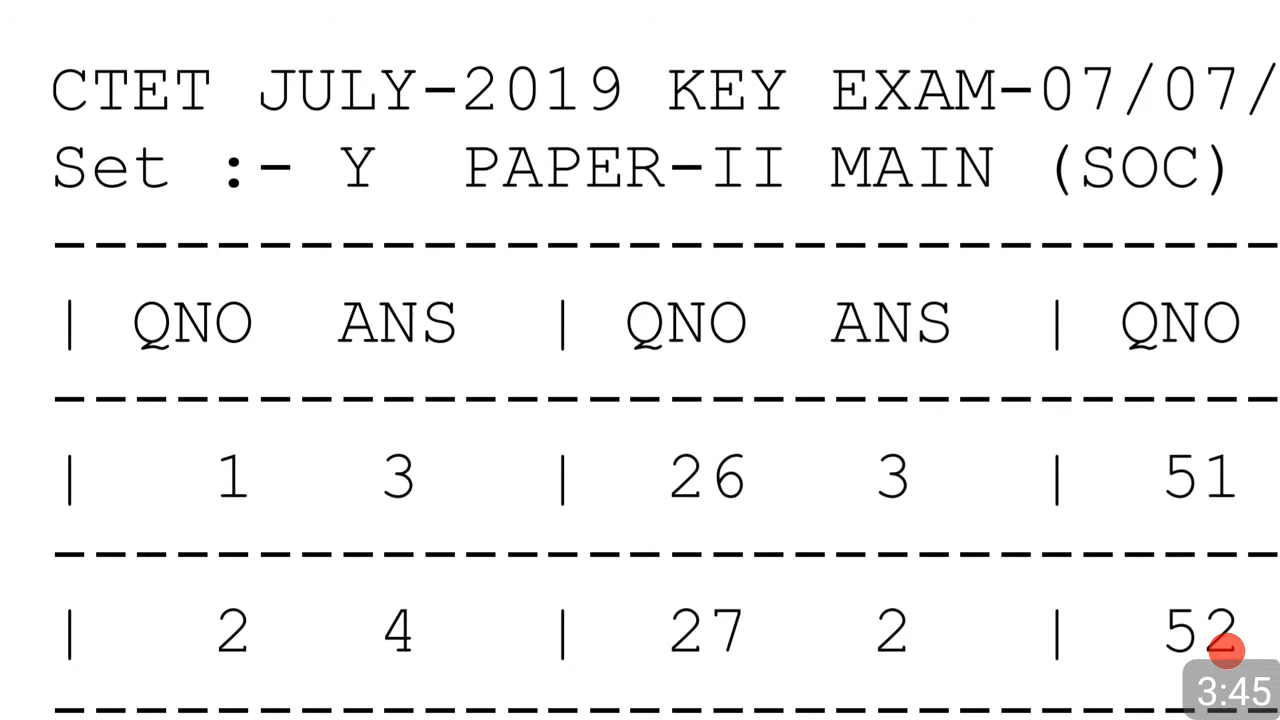 CTET JULY-2019 KEY EXAM-07/07/
Set :- Y PAPER-II MAIN (SOC)
| QNO ANS | QNO ANS | QNO
| 1 3 | 26 3 | 51
| 2 4 | 27 2 | 52
3:45